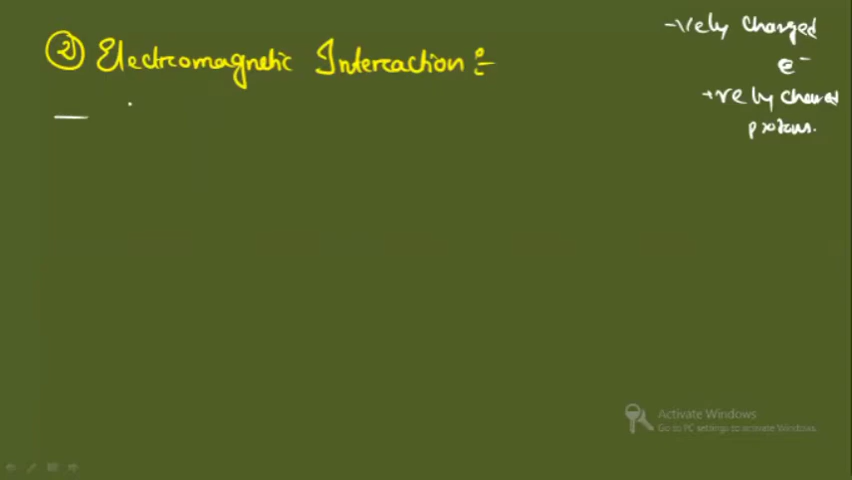 ② Electromagnetic Interaction :-
-vely charged
e⁻
+vely charged
protons.
Activate Windows
Go to PC settings to activate Windows.